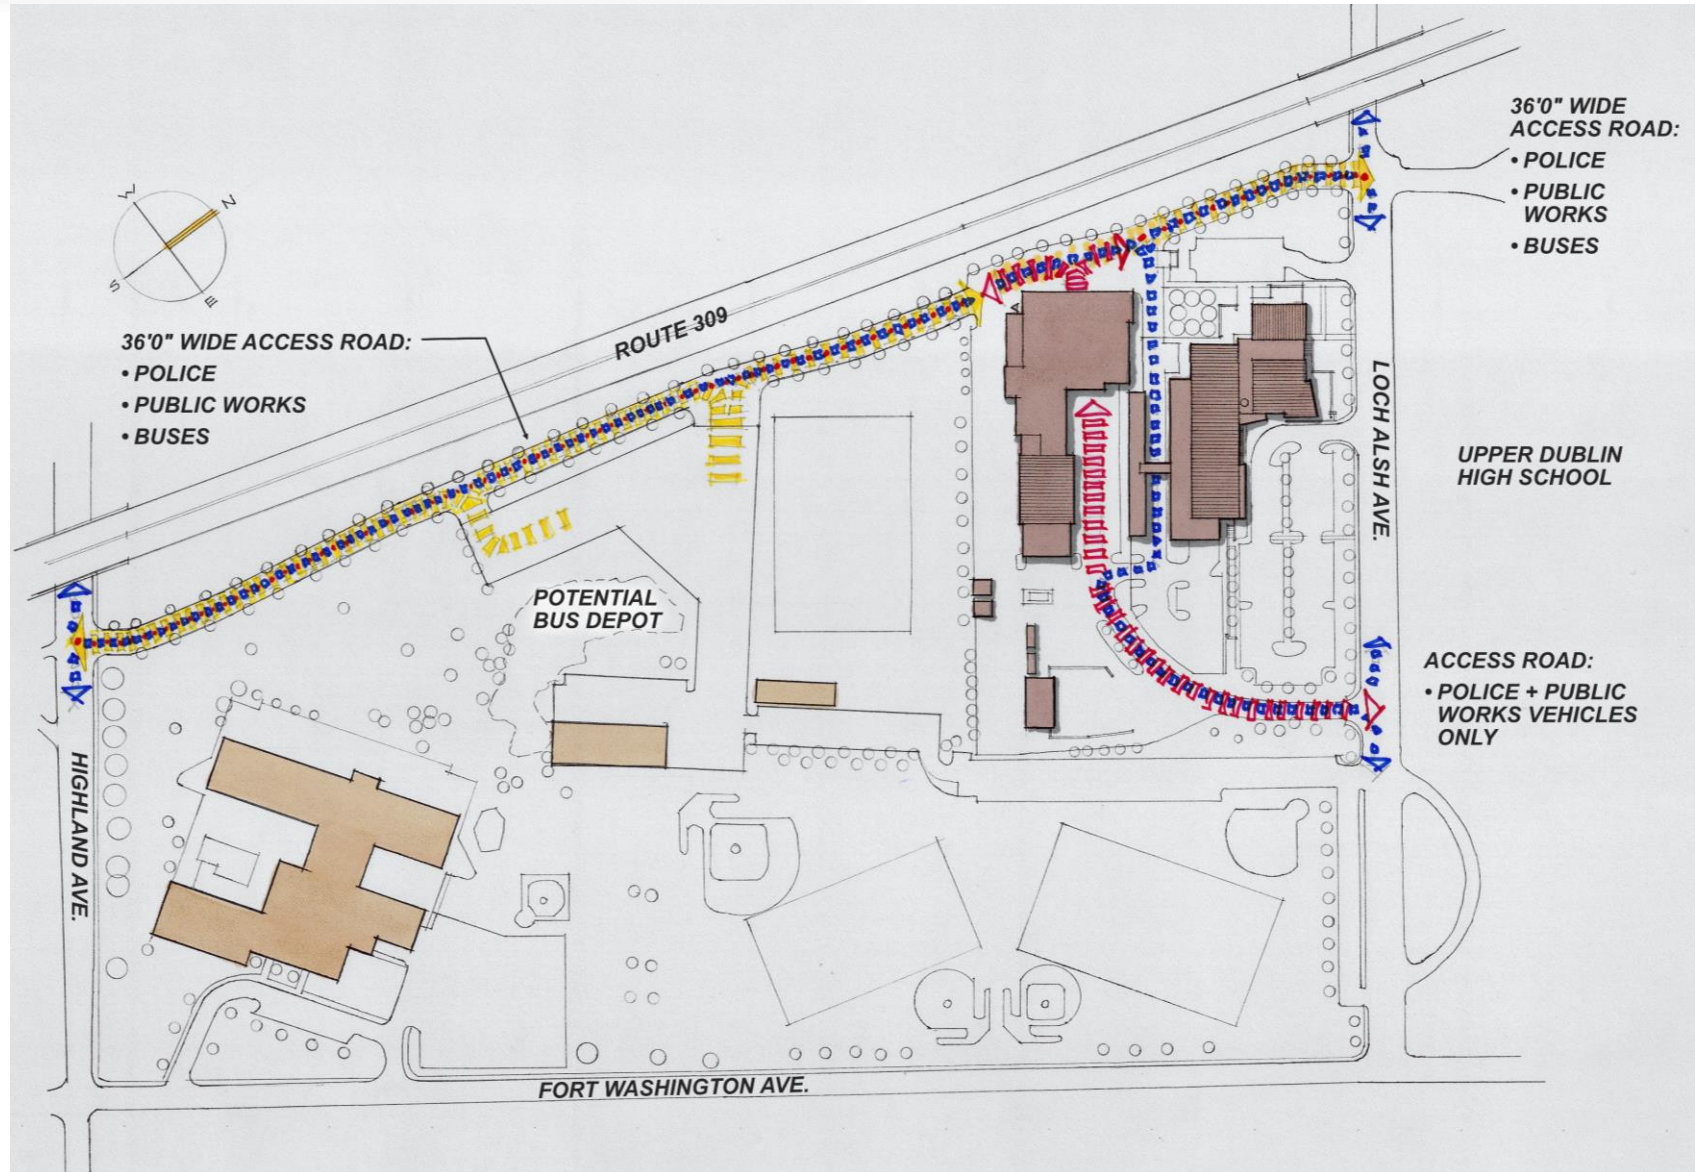 36'0" WIDE
ACCESS ROAD:
• POLICE
• PUBLIC
WORKS
• BUSES
W
N
S
E
36'0" WIDE ACCESS ROAD:
• POLICE
• PUBLIC WORKS
• BUSES
ROUTE 309
LOCH ALSH AVE.
UPPER DUBLIN
HIGH SCHOOL
POTENTIAL
BUS DEPOT
ACCESS ROAD:
• POLICE + PUBLIC
WORKS VEHICLES
ONLY
HIGHLAND AVE.
FORT WASHINGTON AVE.